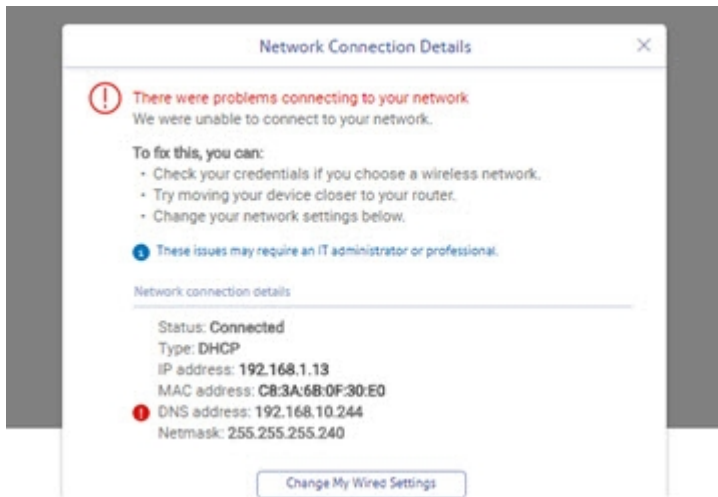 Network Connection Details
There were problems connecting to your network
We were unable to connect to your network.
To fix this, you can:
· Check your credentials if you choose a wireless network.
· Try moving your device closer to your router.
· Change your network settings below.
These issues may require an IT administrator or professional.
Network connection details
Status: Connected
Type: DHCP
IP address: 192.168.1.13
MAC address: C8:3A:6B:0F:30:E0
DNS address: 192.168.10.244
Netmask: 255.255.255.240
Change My Wired Settings